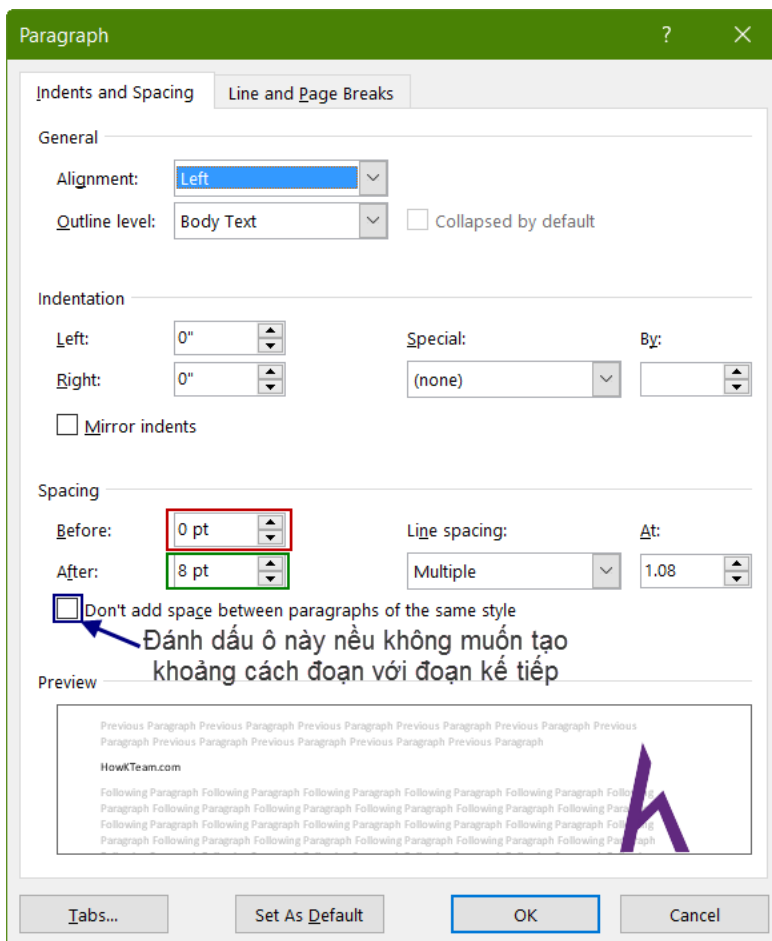 Paragraph ?
Indents and Spacing Line and Page Breaks
General
Alignment: Left
Outline level: Body Text Collapsed by default
Indentation
Left: 0" Special: By:
Right: 0" (none)
Mirror indents
Spacing
Before: 0 pt Line spacing: At:
After: 8 pt Multiple 1.08
Don't add space between paragraphs of the same style
Đánh dấu ô này nều không muốn tạo
khoảng cách đoạn với đoạn kế tiếp
Preview
Previous Paragraph Previous Paragraph Previous Paragraph Previous Paragraph Previous Paragraph Previous
Paragraph Previous Paragraph Previous Paragraph Previous Paragraph Previous Paragraph
HowKTeam.com
Following Paragraph Following Paragraph Following Paragraph Following Paragraph Following Paragraph
Paragraph Following Paragraph Following Paragraph Following Paragraph Following Paragraph Following
Following Paragraph Following Paragraph Following Paragraph Following Paragraph Following Paragraph
Paragraph Following Paragraph Following Paragraph Following Paragraph Following Paragraph Following
Tabs... Set As Default OK Cancel